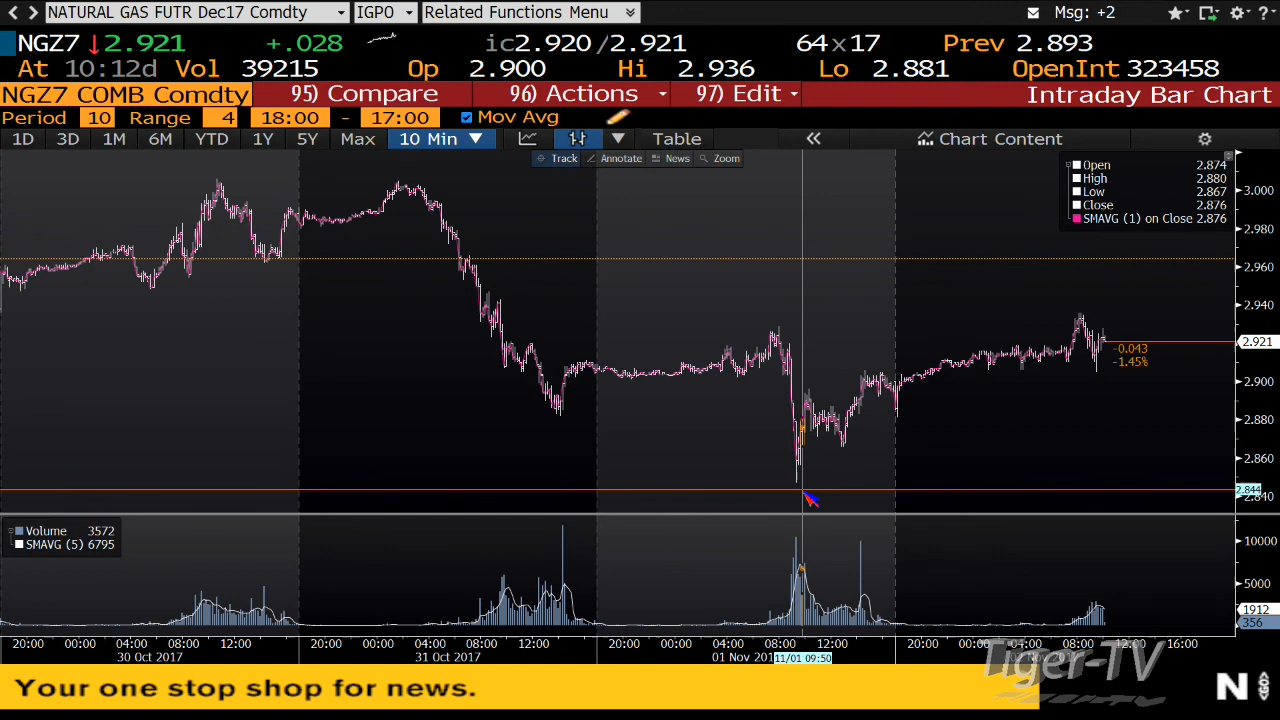 NATURAL GAS FUTR Dec17 Comdty IGPO Related Functions Menu Msg: +2
NGZ7 ↓2.921 +.028 ic2.920/2.921 64x17 Prev 2.893
At 10:12d Vol 39215 Op 2.900 Hi 2.936 Lo 2.881 OpenInt 323458
NGZ7 COMB Comdty 95) Compare 96) Actions 97) Edit Intraday Bar Chart
Period 10 Range 4 18:00 - 17:00 Mov Avg
1D 3D 1M 6M YTD 1Y 5Y Max 10 Min Table Chart Content
Track Annotate News Zoom
Open 2.874
High 2.880
Low 2.867
Close 2.876
SMAVG (1) on Close 2.876
3.000
2.980
2.960
2.940
2.921
-0.043
-1.45%
2.900
2.880
2.860
2.844
2.840
Volume 3572
SMAVG (5) 6795
10000
5000
1912
356
20:00 00:00 04:00 08:00 12:00 20:00 00:00 04:00 08:00 12:00 20:00 00:00 04:00 08:00 12:00 20:00 00:00 04:00 08:00 12:00 16:00
30 Oct 2017 31 Oct 2017 01 Nov 11/01 09:50 02 Nov
Tiger-TV
Your one stop shop for news.
N
GO